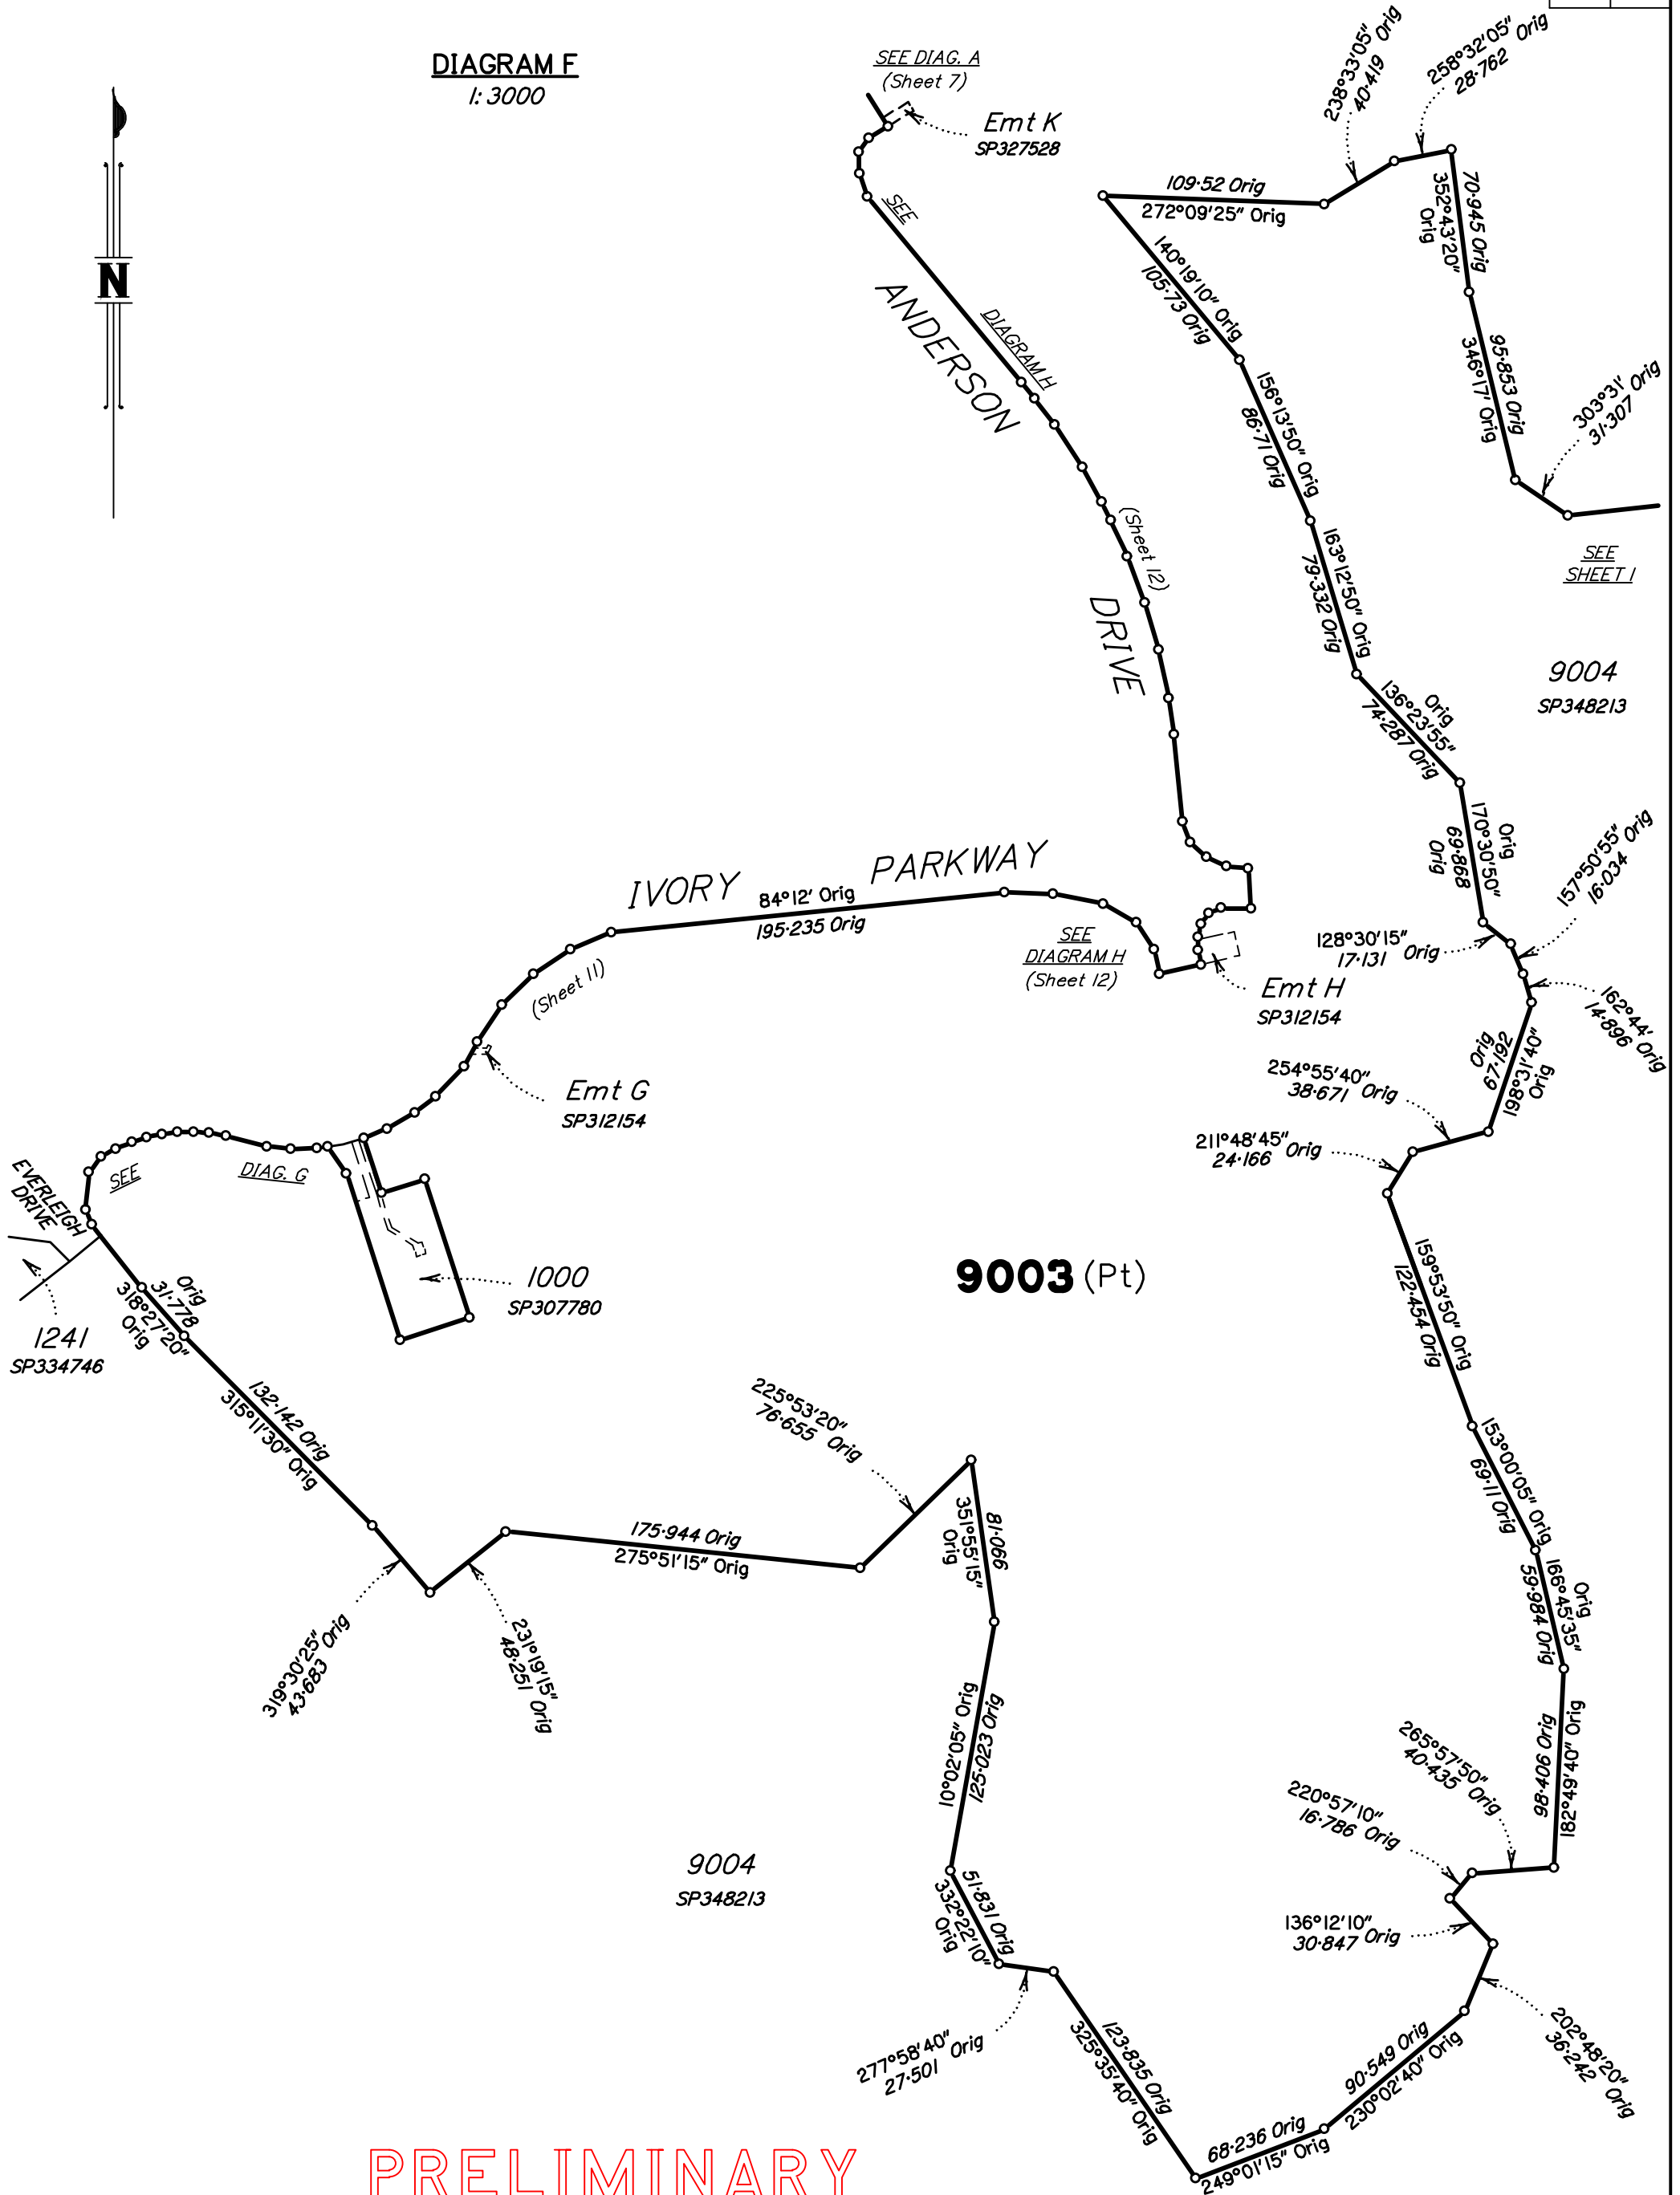 DIAGRAM F
1:3000
N
SEE DIAG. A
(Sheet 7)
Emt K
SP327528
238°33'05" Orig
40·419
258°32'05" Orig
28·762
109·52 Orig
272°09'25" Orig
70·945 Orig
352°43'20"
Orig
95·853 Orig
346°17' Orig
303°31' Orig
31·307
SEE
SHEET 1
SEE
DIAGRAM H
(Sheet 12)
ANDERSON
DRIVE
140°19'10" Orig
105·73 Orig
156°13'50" Orig
86·71 Orig
163°12'50" Orig
79·332 Orig
9004
SP348213
Orig
136°23'55"
74·287 Orig
Orig
170°30'50"
69·868
Orig
157°50'55" Orig
16·034
128°30'15"
17·131 Orig
162°44'
14·896 Orig
Orig
67·192
198°31'40"
Orig
254°55'40"
38·671 Orig
211°48'45"
24·166 Orig
IVORY PARKWAY
84°12' Orig
195·235 Orig
(Sheet 11)
SEE
DIAGRAM H
(Sheet 12)
Emt H
SP312154
Emt G
SP312154
SEE
DIAG. G
EVERLEIGH
DRIVE
1241
SP334746
1000
SP307780
9003 (Pt)
Orig
31·778
318°27'20"
Orig
132·142 Orig
315°11'30" Orig
225°53'20"
76·655 Orig
159°53'50" Orig
122·454 Orig
153°00'05" Orig
69·11 Orig
Orig
166°45'35"
59·984 Orig
175·944 Orig
275°51'15" Orig
81·066
351°55'15"
Orig
319°30'25" Orig
43·683
231°19'15"
48·251 Orig
10°02'05" Orig
125·023 Orig
98·406 Orig
182°49'40" Orig
265°57'50"
40·435 Orig
220°57'10"
16·786 Orig
136°12'10"
30·847 Orig
9004
SP348213
51·831 Orig
332°22'10"
Orig
277°58'40" Orig
27·501
123·835 Orig
325°35'40" Orig
202°48'20"
36·242 Orig
90·549 Orig
230°02'40" Orig
68·236 Orig
249°01'15" Orig
PRELIMINARY